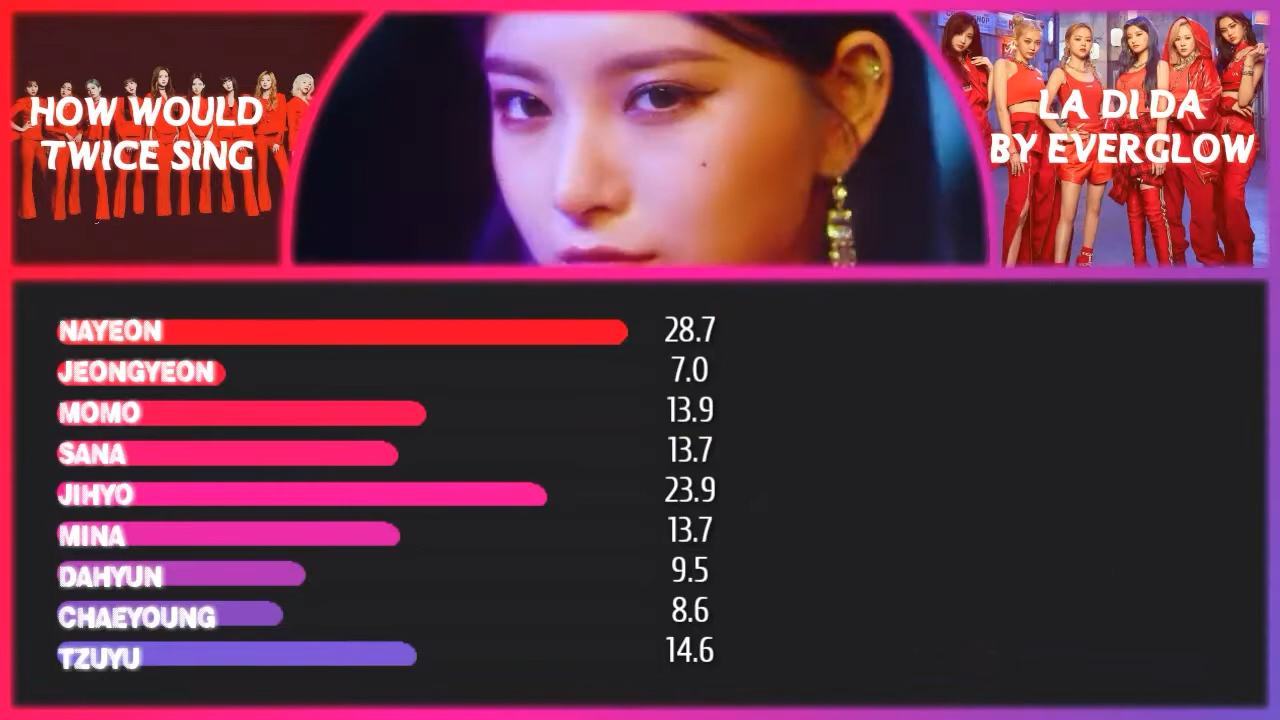 HOW WOULD
TWICE SING
LA DI DA
BY EVERGLOW
NAYEON 28.7
JEONGYEON 7.0
MOMO 13.9
SANA 13.7
JIHYO 23.9
MINA 13.7
DAHYUN 9.5
CHAEYOUNG 8.6
TZUYU 14.6